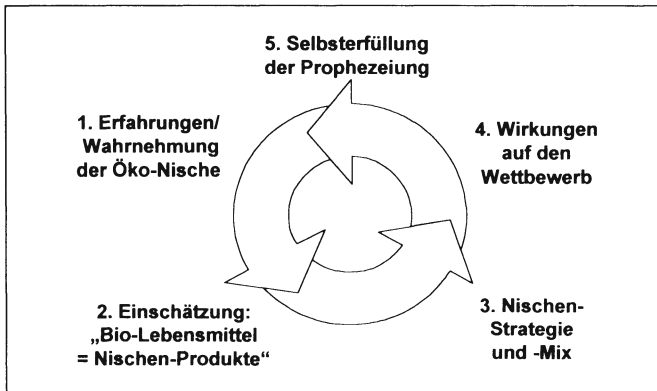 5. Selbsterfüllung
der Prophezeiung
1. Erfahrungen/
Wahrnehmung
der Öko-Nische
4. Wirkungen
auf den
Wettbewerb
2. Einschätzung:
„Bio-Lebensmittel
= Nischen-Produkte“
3. Nischen-
Strategie
und -Mix